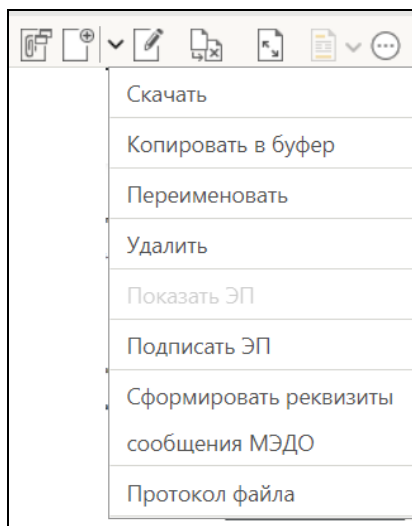 Скачать
Копировать в буфер
Переименовать
Удалить
Показать ЭП
Подписать ЭП
Сформировать реквизиты
сообщения МЭДО
Протокол файла